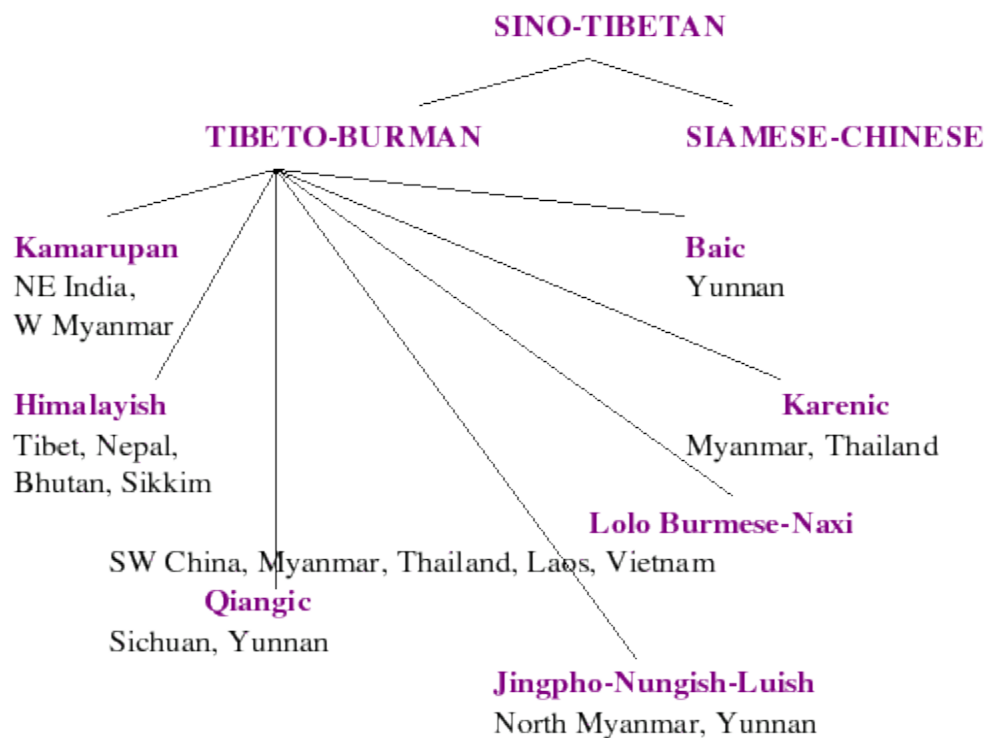 SINO-TIBETAN
TIBETO-BURMAN
SIAMESE-CHINESE
Kamarupan
NE India,
W Myanmar
Baic
Yunnan
Himalayish
Tibet, Nepal,
Bhutan, Sikkim
Karenic
Myanmar, Thailand
Lolo Burmese-Naxi
SW China, Myanmar, Thailand, Laos, Vietnam
Qiangic
Sichuan, Yunnan
Jingpho-Nungish-Luish
North Myanmar, Yunnan